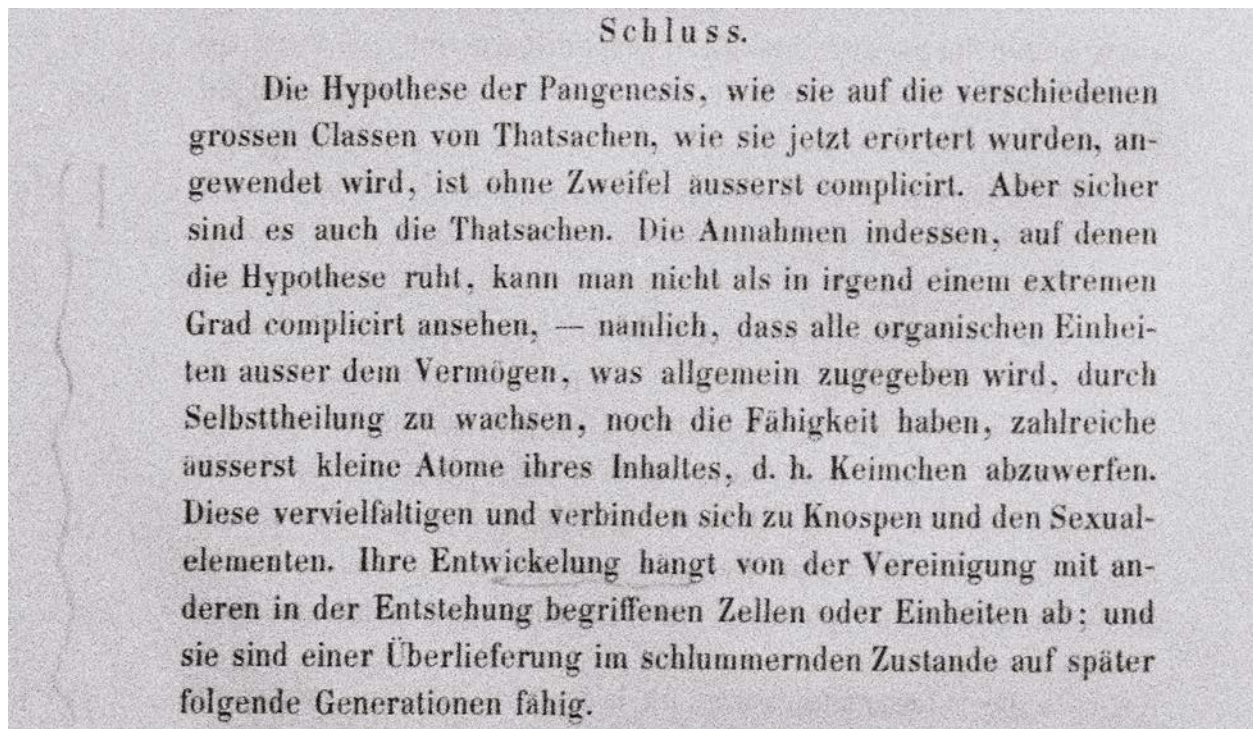 Schluss.
Die Hypothese der Pangenesis, wie sie auf die verschiedenen
grossen Classen von Thatsachen, wie sie jetzt erörtert wurden, an-
gewendet wird, ist ohne Zweifel äusserst complicirt. Aber sicher
sind es auch die Thatsachen. Die Annahmen indessen, auf denen
die Hypothese ruht, kann man nicht als in irgend einem extremen
Grad complicirt ansehen, — nämlich, dass alle organischen Einhei-
ten ausser dem Vermögen, was allgemein zugegeben wird, durch
Selbsttheilung zu wachsen, noch die Fähigkeit haben, zahlreiche
äusserst kleine Atome ihres Inhaltes, d. h. Keimchen abzuwerfen.
Diese vervielfältigen und verbinden sich zu Knospen und den Sexual-
elementen. Ihre Entwickelung hängt von der Vereinigung mit an-
deren in der Entstehung begriffenen Zellen oder Einheiten ab; und
sie sind einer Überlieferung im schlummernden Zustande auf später
folgende Generationen fähig.